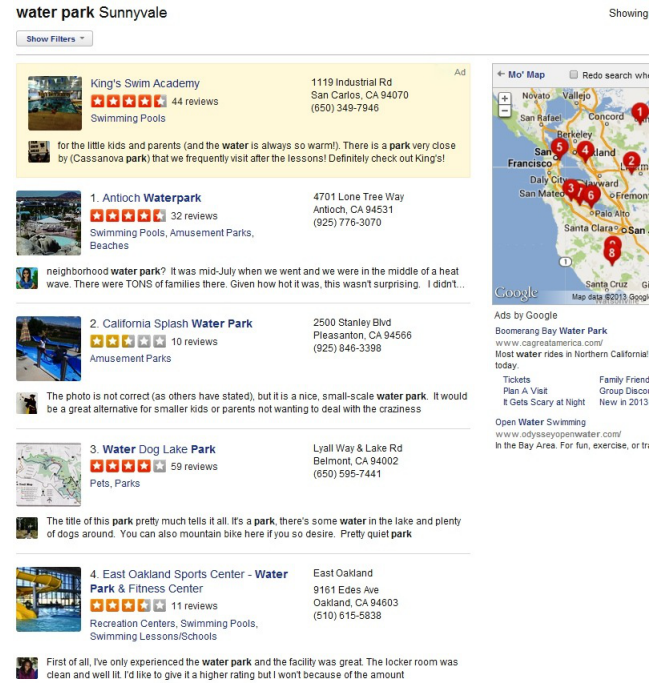 water park Sunnyvale
Showing
Show Filters
Ad
King's Swim Academy
44 reviews
Swimming Pools
1119 Industrial Rd
San Carlos, CA 94070
(650) 349-7946
for the little kids and parents (and the water is always so warm!). There is a park very close
by (Cassanova park) that we frequently visit after the lessons! Definitely check out King's!
1. Antioch Waterpark
32 reviews
Swimming Pools, Amusement Parks,
Beaches
4701 Lone Tree Way
Antioch, CA 94531
(925) 776-3070
neighborhood water park? It was mid-July when we went and we were in the middle of a heat
wave. There were TONS of families there. Given how hot it was, this wasn't surprising. I didn't...
2. California Splash Water Park
10 reviews
Amusement Parks
2500 Stanley Blvd
Pleasanton, CA 94566
(925) 846-3398
The photo is not correct (as others have stated), but it is a nice, small-scale water park. It would
be a great alternative for smaller kids or parents not wanting to deal with the craziness
3. Water Dog Lake Park
59 reviews
Pets, Parks
Lyall Way & Lake Rd
Belmont, CA 94002
(650) 595-7441
The title of this park pretty much tells it all. It's a park, there's some water in the lake and plenty
of dogs around. You can also mountain bike here if you so desire. Pretty quiet park
4. East Oakland Sports Center - Water
Park & Fitness Center
11 reviews
Recreation Centers, Swimming Pools,
Swimming Lessons/Schools
East Oakland
9161 Edes Ave
Oakland, CA 94603
(510) 615-5838
First of all, I've only experienced the water park and the facility was great. The locker room was
clean and well lit. I'd like to give it a higher rating but I won't because of the amount
← Mo' Map
Redo search whe
+
−
Novato Vallejo
San Rafael Concord
1
Berkeley
San
5 4 land
2
Francisco
Daly City ayward
San Mateo 3 7 6 Fremon
Palo Alto
Santa Clara San
8
1
Santa Cruz
Google
Map data ©2013 Google
Ads by Google
Boomerang Bay Water Park
www.cagreatamerica.com/
Most water rides in Northern California!
today.
Tickets Family Friend
Plan A Visit Group Disco
It Gets Scary at Night New in 2013
Open Water Swimming
www.odysseyopenwater.com/
In the Bay Area. For fun, exercise, or tra